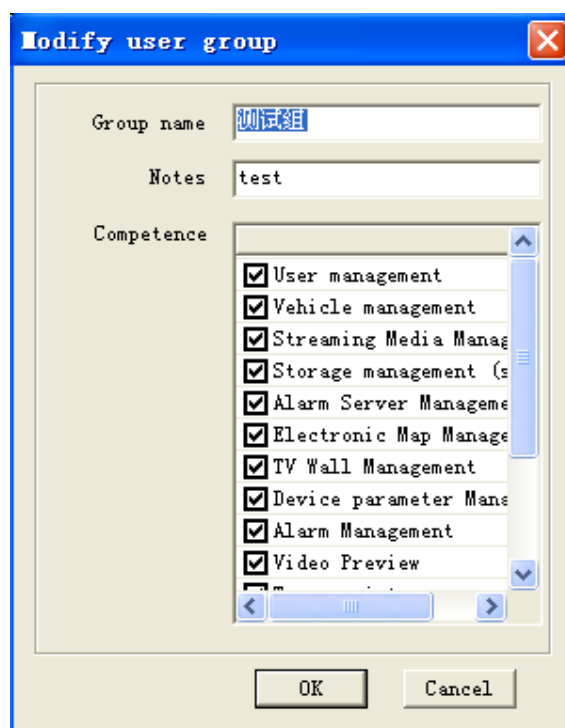 Modify user group
Group name 测试组
Notes test
Competence
User management
Vehicle management
Streaming Media Manag
Storage management (s
Alarm Server Manageme
Electronic Map Manage
TV Wall Management
Device parameter Mana
Alarm Management
Video Preview
OK Cancel